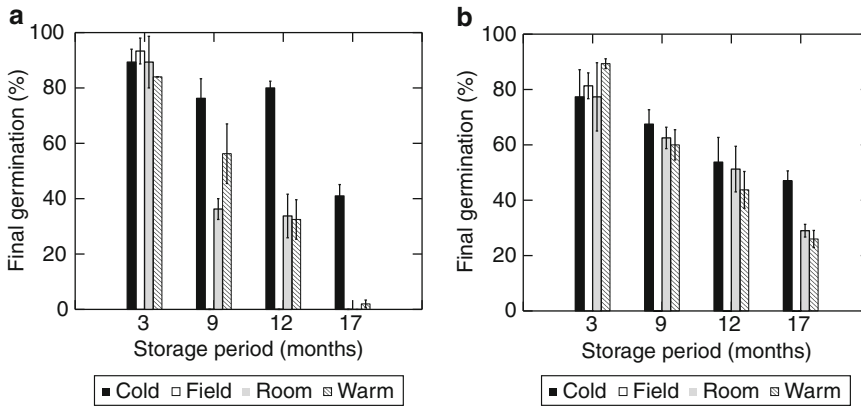 a
Final germination (%)
100
80
60
40
20
0
3 9 12 17
Storage period (months)
Cold Field Room Warm
b
Final germination (%)
100
80
60
40
20
0
3 9 12 17
Storage period (months)
Cold Field Room Warm